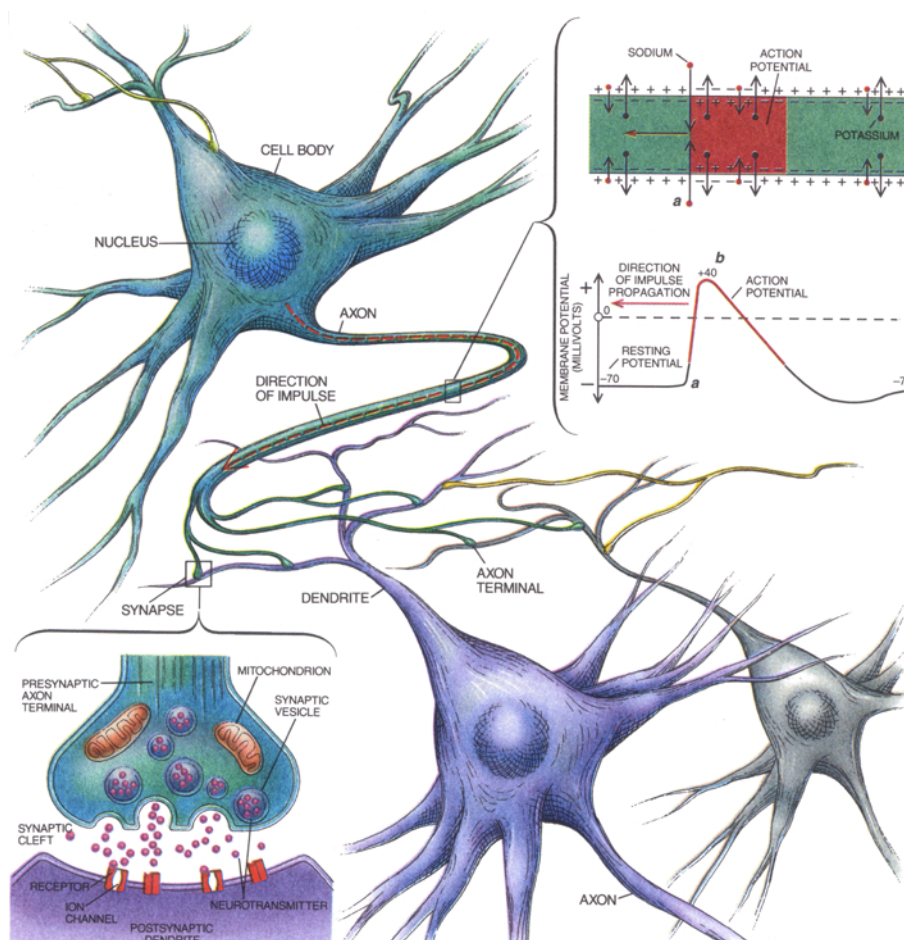 SODIUM
ACTION
POTENTIAL
POTASSIUM
a
CELL BODY
NUCLEUS
AXON
DIRECTION
OF IMPULSE
b
+40
DIRECTION
OF IMPULSE
PROPAGATION
ACTION
POTENTIAL
MEMBRANE POTENTIAL
(MILLIVOLTS)
+
0
RESTING
POTENTIAL
−
−70
a
−7
SYNAPSE
DENDRITE
AXON
TERMINAL
PRESYNAPTIC
AXON
TERMINAL
MITOCHONDRION
SYNAPTIC
VESICLE
SYNAPTIC
CLEFT
RECEPTOR
ION
CHANNEL
NEUROTRANSMITTER
POSTSYNAPTIC
DENDRITE
AXON